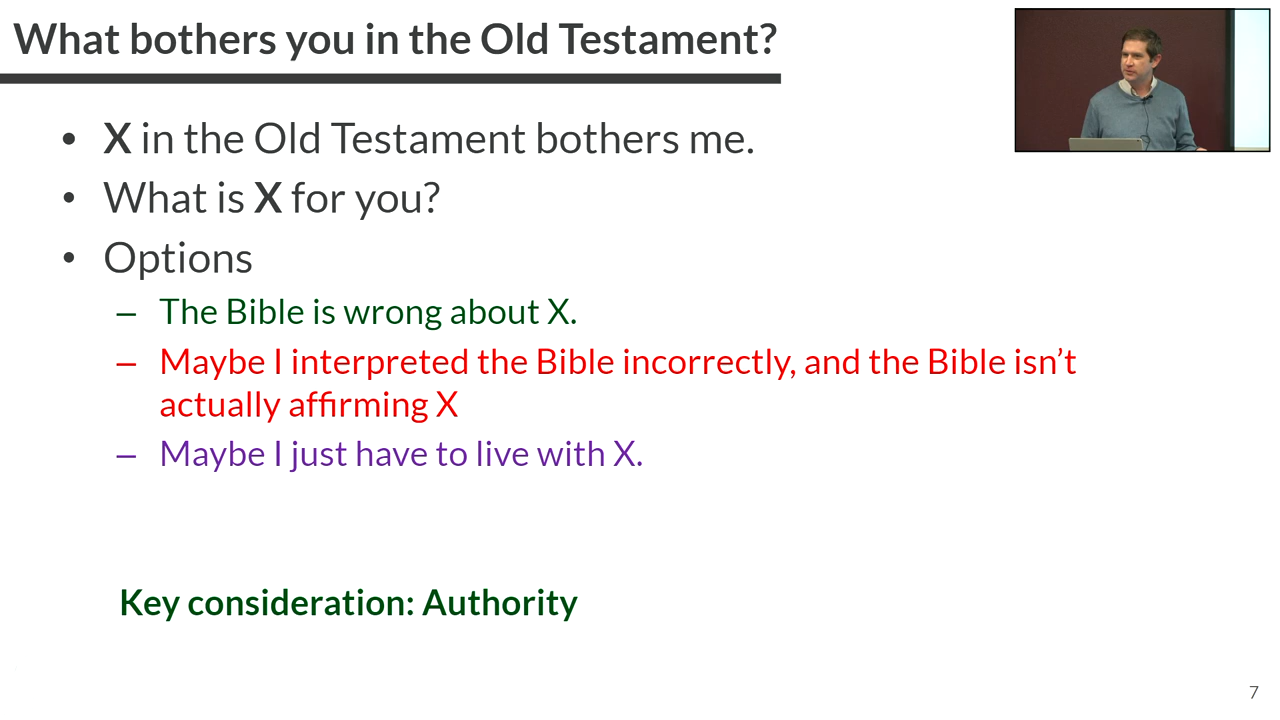 What bothers you in the Old Testament?
• X in the Old Testament bothers me.
• What is X for you?
• Options
– The Bible is wrong about X.
– Maybe I interpreted the Bible incorrectly, and the Bible isn’t
actually affirming X
– Maybe I just have to live with X.
Key consideration: Authority
7